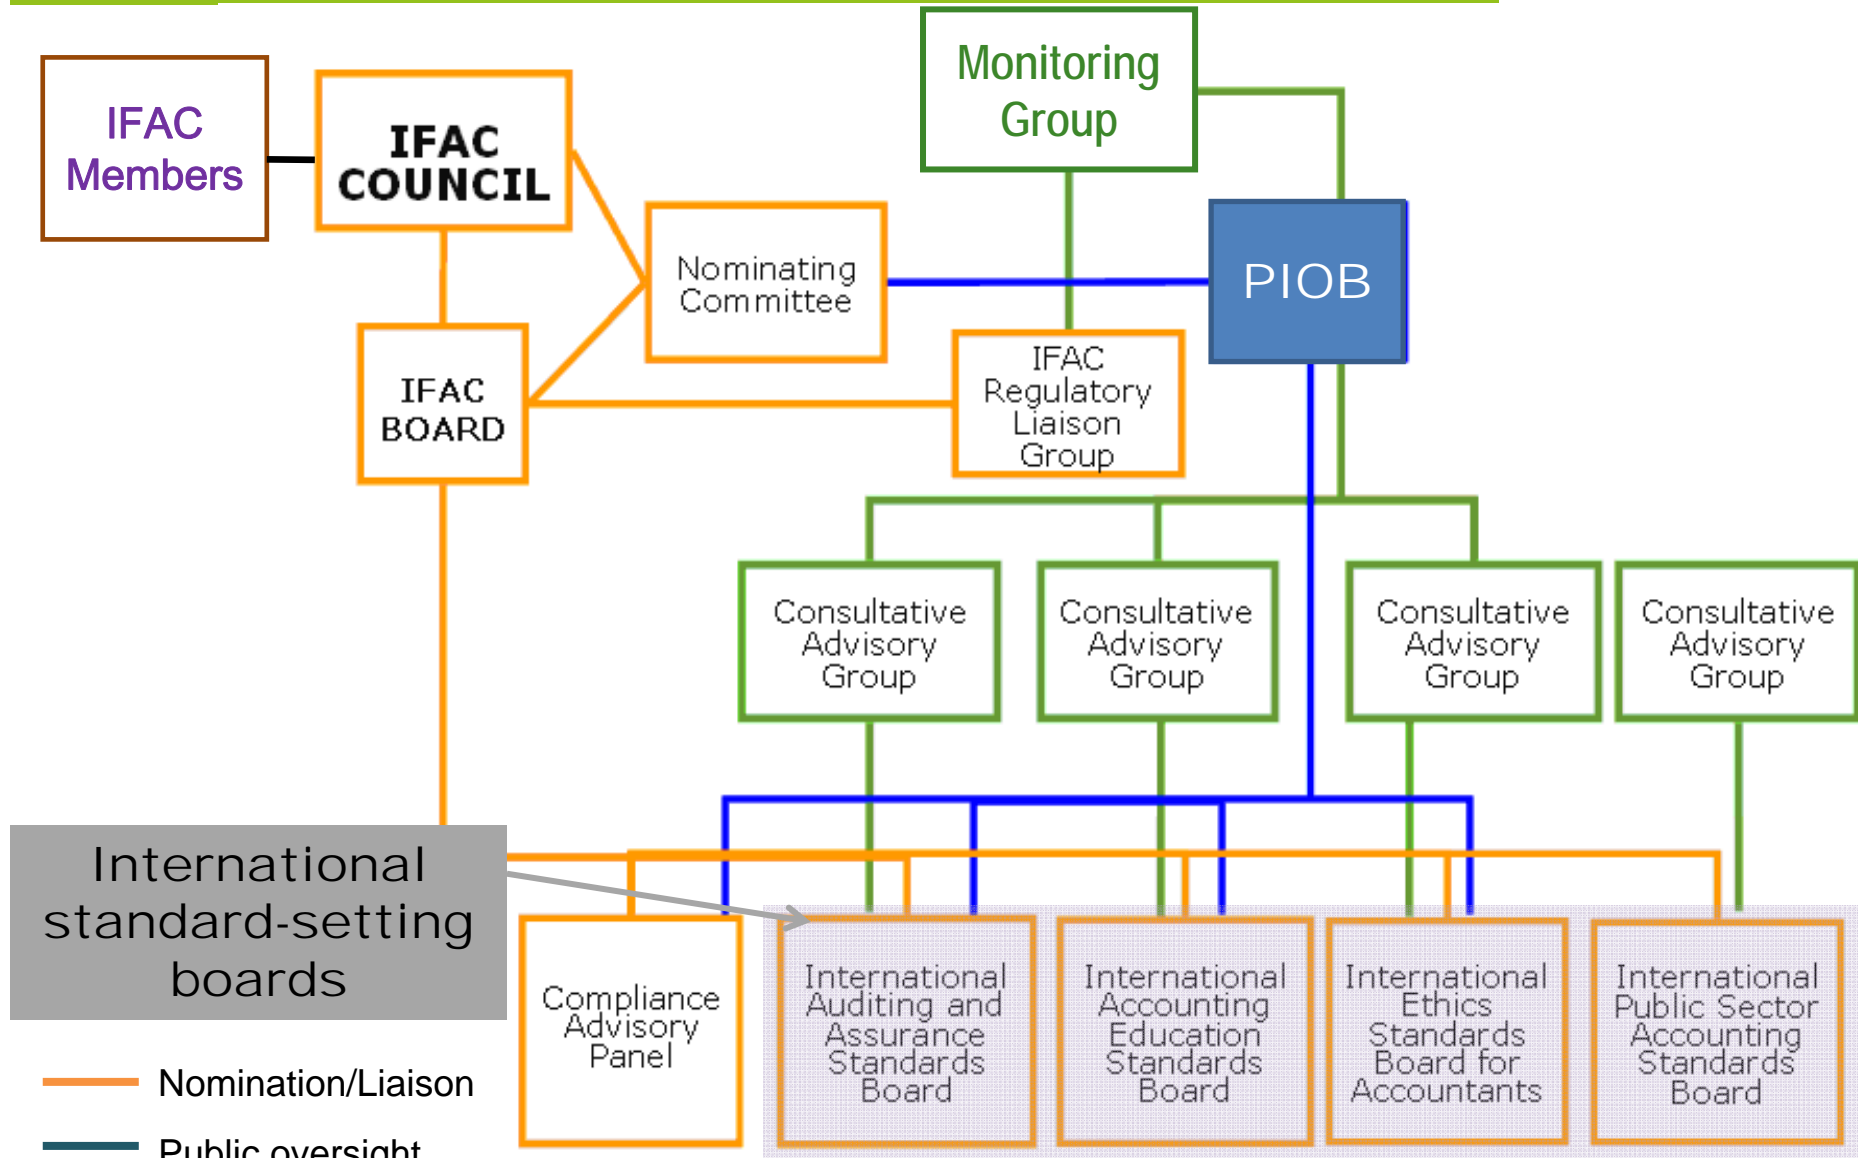 Monitoring
Group
IFAC
Members
IFAC
COUNCIL
Nominating
Committee
PIOB
IFAC
BOARD
IFAC
Regulatory
Liaison
Group
Consultative
Advisory
Group
Consultative
Advisory
Group
Consultative
Advisory
Group
Consultative
Advisory
Group
International
standard-setting
boards
Compliance
Advisory
Panel
International
Auditing and
Assurance
Standards
Board
International
Accounting
Education
Standards
Board
International
Ethics
Standards
Board for
Accountants
International
Public Sector
Accounting
Standards
Board
Nomination/Liaison
Public oversight